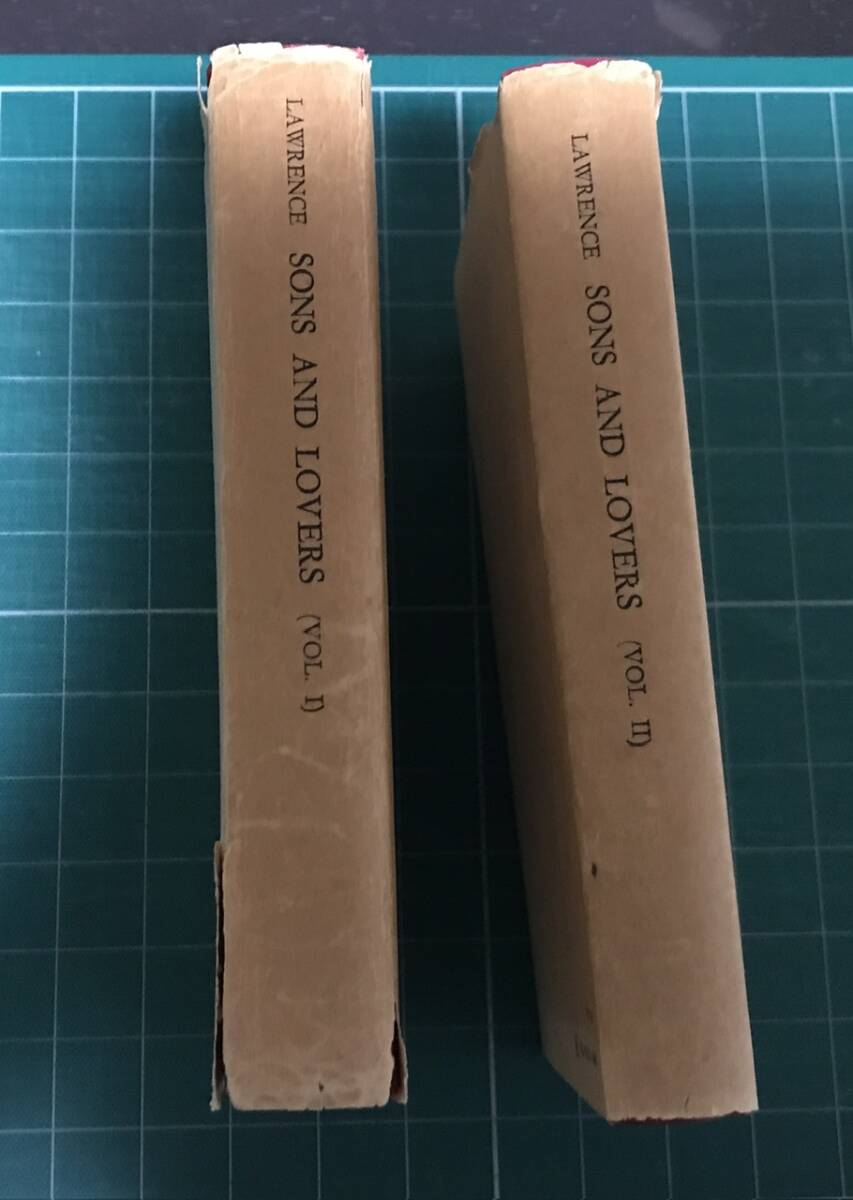 LAWRENCE SONS AND LOVERS (VOL. I)
LAWRENCE SONS AND LOVERS (VOL. II)